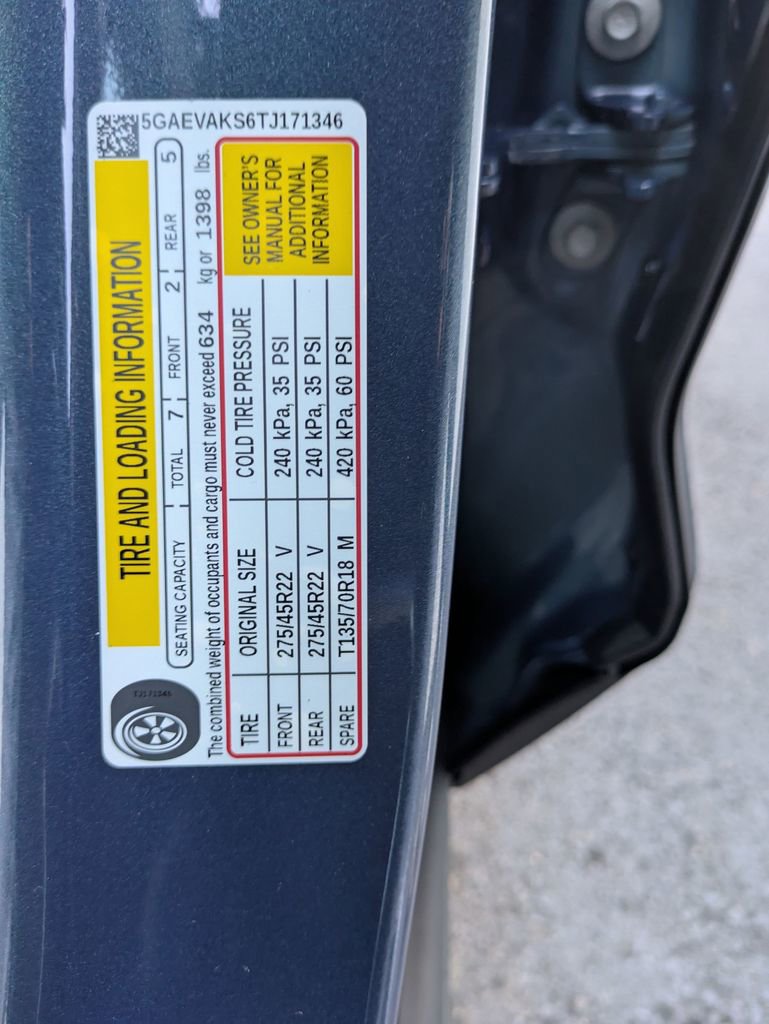 5GAEVAKS6TJ171346
TIRE AND LOADING INFORMATION
SEATING CAPACITY TOTAL 7 FRONT 2 REAR 5
The combined weight of occupants and cargo must never exceed 634 kg or 1398 lbs.
TIRE ORIGINAL SIZE COLD TIRE PRESSURE
FRONT 275/45R22 V 240 kPa, 35 PSI
REAR 275/45R22 V 240 kPa, 35 PSI
SPARE T135/70R18 M 420 kPa, 60 PSI
SEE OWNER'S
MANUAL FOR
ADDITIONAL
INFORMATION
TJ171346